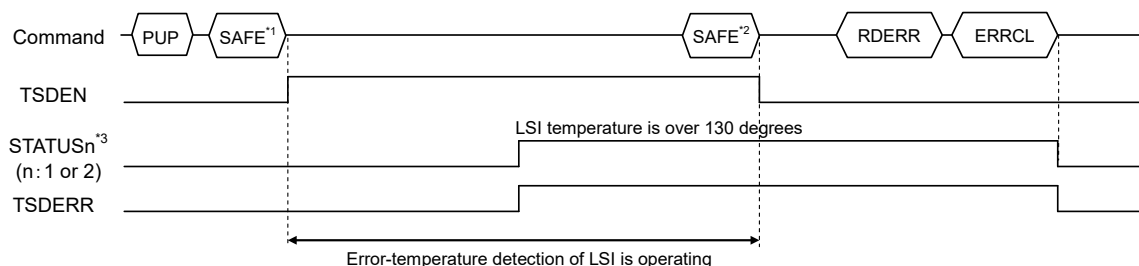 Command PUP SAFE*1 SAFE*2 RDERR ERRCL
TSDEN
LSI temperature is over 130 degrees
STATUSn*3
(n: 1 or 2)
TSDERR
Error-temperature detection of LSI is operating